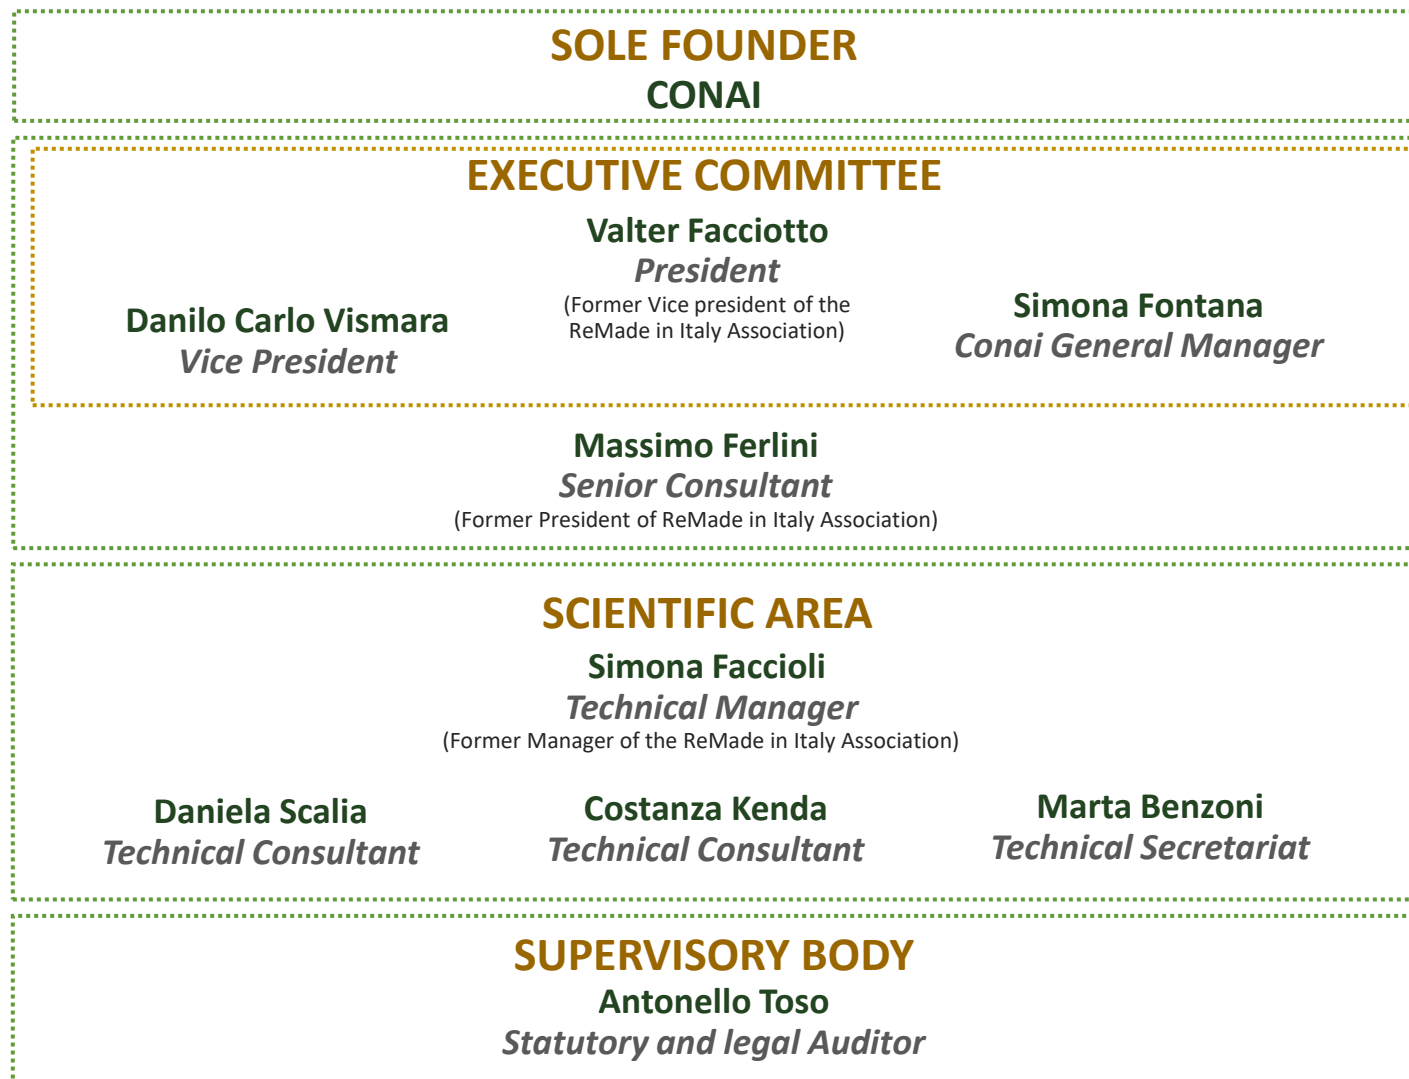 SOLE FOUNDER
CONAI
EXECUTIVE COMMITTEE
Valter Facciotto
President
(Former Vice president of the
ReMade in Italy Association)
Danilo Carlo Vismara
Vice President
Simona Fontana
Conai General Manager
Massimo Ferlini
Senior Consultant
(Former President of ReMade in Italy Association)
SCIENTIFIC AREA
Simona Faccioli
Technical Manager
(Former Manager of the ReMade in Italy Association)
Daniela Scalia
Technical Consultant
Costanza Kenda
Technical Consultant
Marta Benzoni
Technical Secretariat
SUPERVISORY BODY
Antonello Toso
Statutory and legal Auditor